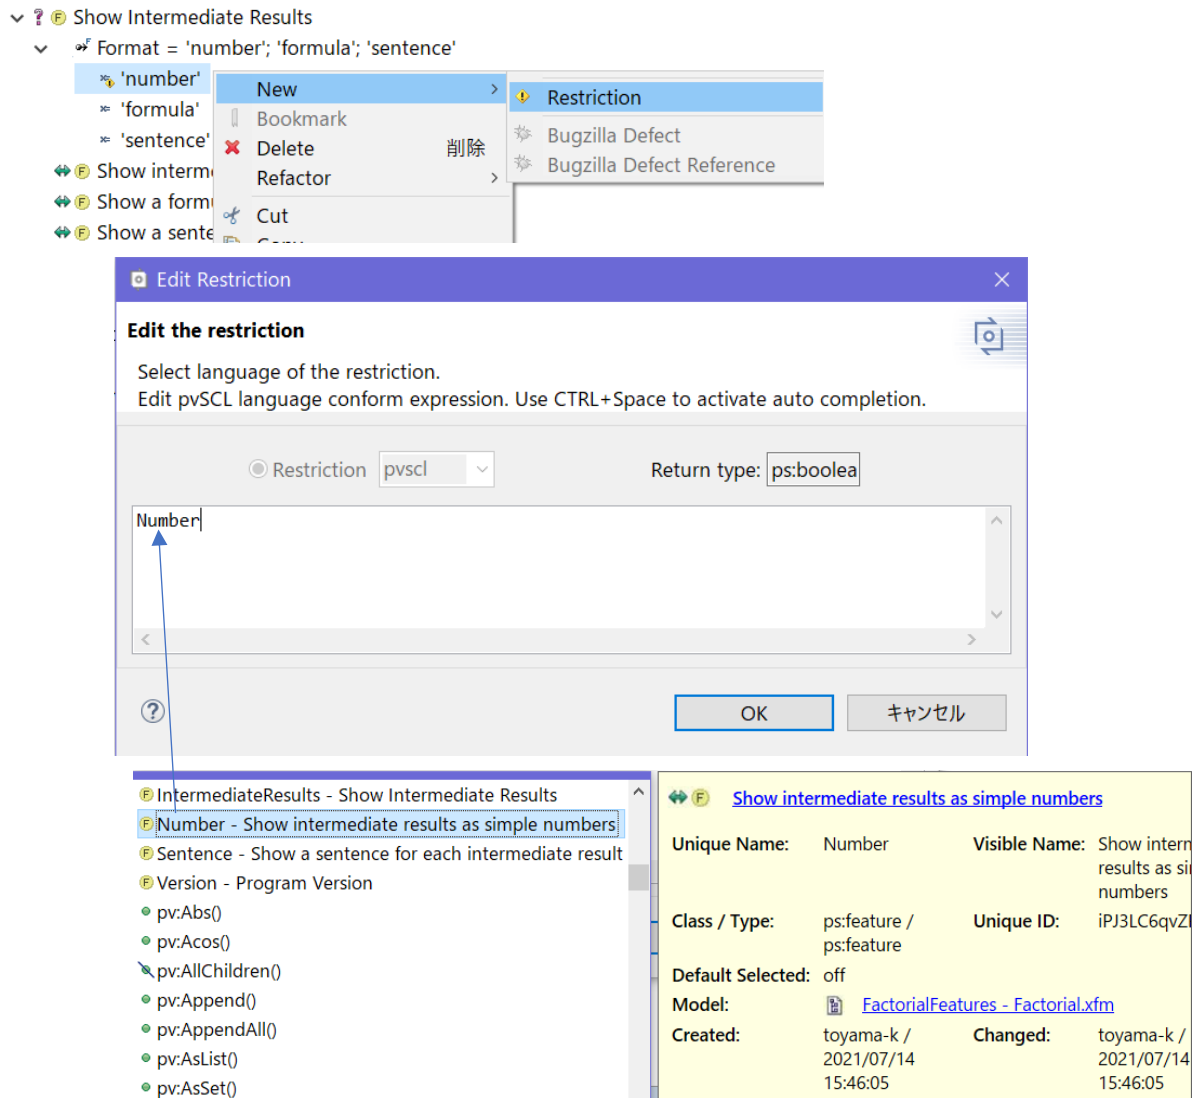 Show Intermediate Results
Format = 'number'; 'formula'; 'sentence'
'number'
'formula'
'sentence'
Show interm
Show a form
Show a sente
New
Bookmark
Delete 削除
Refactor
Cut
Copy
Restriction
Bugzilla Defect
Bugzilla Defect Reference
Edit Restriction
Edit the restriction
Select language of the restriction.
Edit pvSCL language conform expression. Use CTRL+Space to activate auto completion.
Restriction pvscl Return type: ps:boolea
Number
OK キャンセル
IntermediateResults - Show Intermediate Results
Number - Show intermediate results as simple numbers
Sentence - Show a sentence for each intermediate result
Version - Program Version
pv:Abs()
pv:Acos()
pv:AllChildren()
pv:Append()
pv:AppendAll()
pv:AsList()
pv:AsSet()
Show intermediate results as simple numbers
Unique Name: Number Visible Name: Show interm
results as si
numbers
Class / Type: ps:feature / Unique ID: iPJ3LC6qvZ
ps:feature
Default Selected: off
Model: FactorialFeatures - Factorial.xfm
Created: toyama-k / Changed: toyama-k /
2021/07/14 2021/07/14
15:46:05 15:46:05